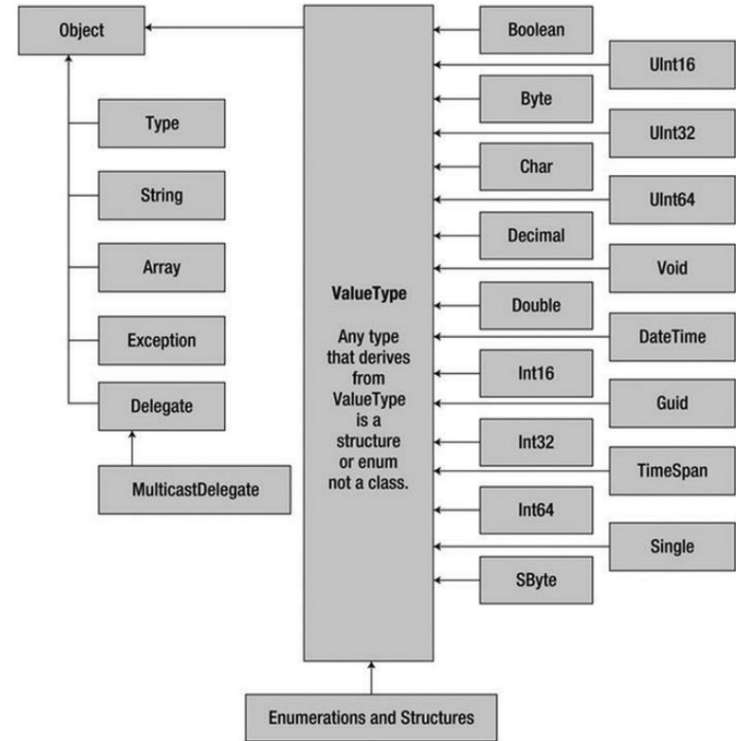 Object
Type
String
Array
Exception
Delegate
MulticastDelegate
ValueType
Any type
that derives
from
ValueType
is a
structure
or enum
not a class.
Boolean
UInt16
Byte
UInt32
Char
UInt64
Decimal
Void
Double
DateTime
Int16
Guid
Int32
TimeSpan
Int64
Single
SByte
Enumerations and Structures